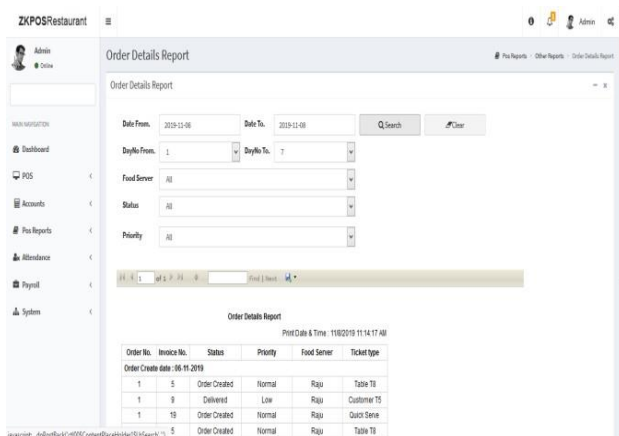 ZKPOSRestaurant
0
Admin
Admin
Online
Order Details Report
Pos Reports Other Reports Order Details Report
Order Details Report
MAIN NAVIGATION
Dashboard
POS
Accounts
Pos Reports
Attendance
Payroll
System
Date From. 2019-11-06 Date To. 2019-11-08 Search Clear
DayNo From. 1 DayNo To. 7
Food Server All
Status All
Priority All
1 of 1 Find | Next
Order Details Report
Print Date & Time : 11/8/2019 11:14:17 AM
Order No. Invoice No. Status Priority Food Server Ticket type
Order Create date : 06-11-2019
1 5 Order Created Normal Raju Table T8
1 9 Delivered Low Raju Customer T5
1 19 Order Created Normal Raju Quick Serve
5 Order Created Normal Raju Table T8